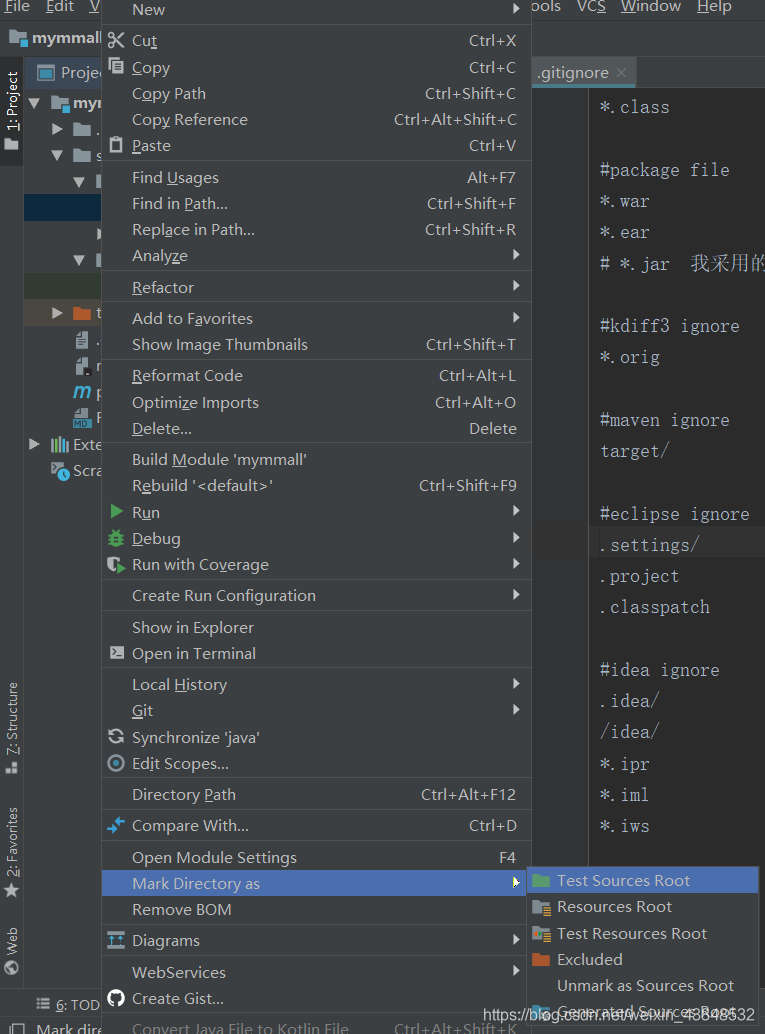 File Edit V
ools VCS Window Help
mymmall
1: Project
Proje
my
.
s
t
.
r
m p
MD
Exte
Scra
7: Structure
2: Favorites
Web
6: TOD
Mark dire
New
Cut Ctrl+X
Copy Ctrl+C
Copy Path Ctrl+Shift+C
Copy Reference Ctrl+Alt+Shift+C
Paste Ctrl+V
Find Usages Alt+F7
Find in Path... Ctrl+Shift+F
Replace in Path... Ctrl+Shift+R
Analyze
Refactor
Add to Favorites
Show Image Thumbnails Ctrl+Shift+T
Reformat Code Ctrl+Alt+L
Optimize Imports Ctrl+Alt+O
Delete... Delete
Build Module 'mymmall'
Rebuild '<default>' Ctrl+Shift+F9
Run
Debug
Run with Coverage
Create Run Configuration
Show in Explorer
Open in Terminal
Local History
Git
Synchronize 'java'
Edit Scopes...
Directory Path Ctrl+Alt+F12
Compare With... Ctrl+D
Open Module Settings F4
Mark Directory as
Remove BOM
Diagrams
WebServices
Create Gist...
Convert Java File to Kotlin File Ctrl+Alt+Shift+K
.gitignore
*.class
#package file
*.war
*.ear
# *.jar 我采用的
#kdiff3 ignore
*.orig
#maven ignore
target/
#eclipse ignore
.settings/
.project
.classpatch
#idea ignore
.idea/
/idea/
*.ipr
*.iml
*.iws
Test Sources Root
Resources Root
Test Resources Root
Excluded
Unmark as Sources Root
Generated Sources Root
https://blog.csdn.net/weixin_43848532